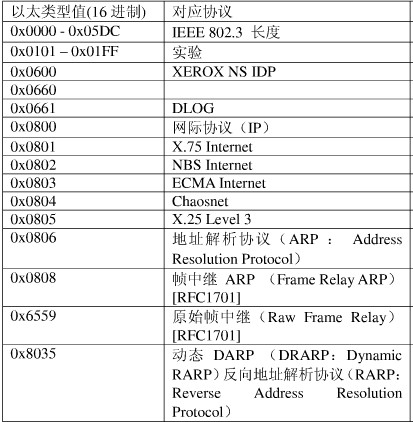 以太类型值(16 进制) 对应协议
0x0000 - 0x05DC IEEE 802.3 长度
0x0101 – 0x01FF 实验
0x0600 XEROX NS IDP
0x0660
0x0661 DLOG
0x0800 网际协议（IP）
0x0801 X.75 Internet
0x0802 NBS Internet
0x0803 ECMA Internet
0x0804 Chaosnet
0x0805 X.25 Level 3
0x0806 地址解析协议（ARP ： Address
Resolution Protocol）
0x0808 帧中继 ARP （Frame Relay ARP）
[RFC1701]
0x6559 原始帧中继（Raw Frame Relay）
[RFC1701]
0x8035 动态 DARP （DRARP：Dynamic
RARP）反向地址解析协议（RARP：
Reverse Address Resolution
Protocol）